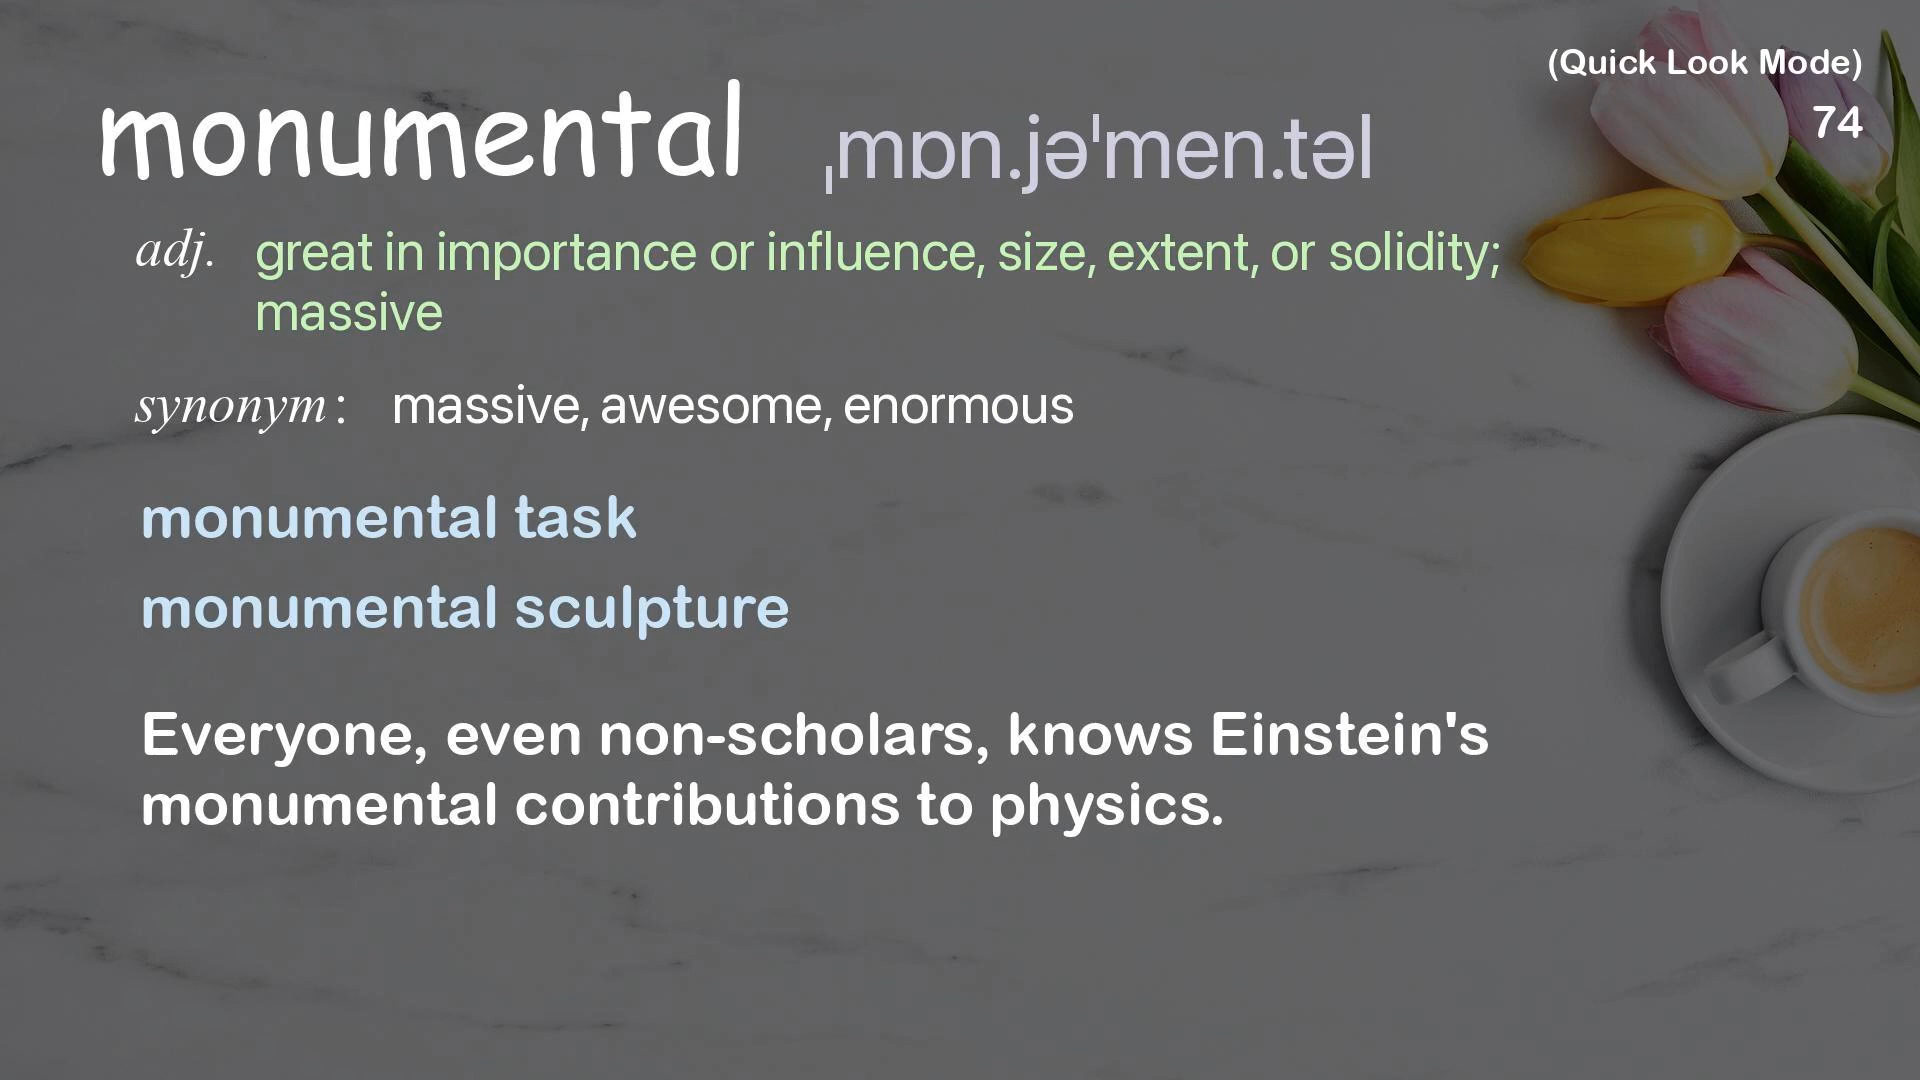 (Quick Look Mode)
74
monumental ˌmɒn.jəˈmen.təl
adj. great in importance or influence, size, extent, or solidity;
massive
synonym: massive, awesome, enormous
monumental task
monumental sculpture
Everyone, even non-scholars, knows Einstein's
monumental contributions to physics.